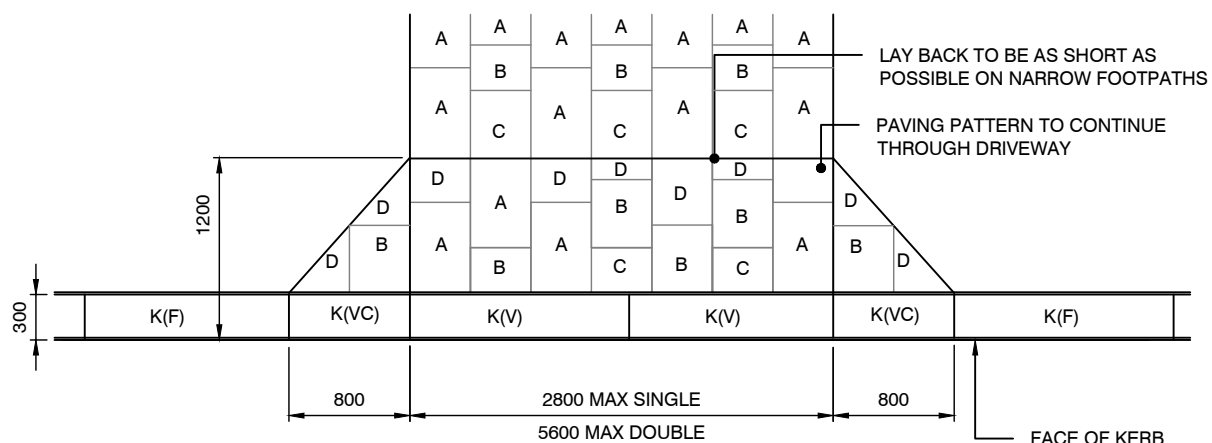 A A A A A A A
LAY BACK TO BE AS SHORT AS
POSSIBLE ON NARROW FOOTPATHS
B B B
A A A A
C C C
PAVING PATTERN TO CONTINUE
THROUGH DRIVEWAY
D D D D
D A D D
1200
B B
D B A A B A B D
B C C
300
K(F) K(VC) K(V) K(V) K(VC) K(F)
800 2800 MAX SINGLE 800
5600 MAX DOUBLE
FACE OF KERB